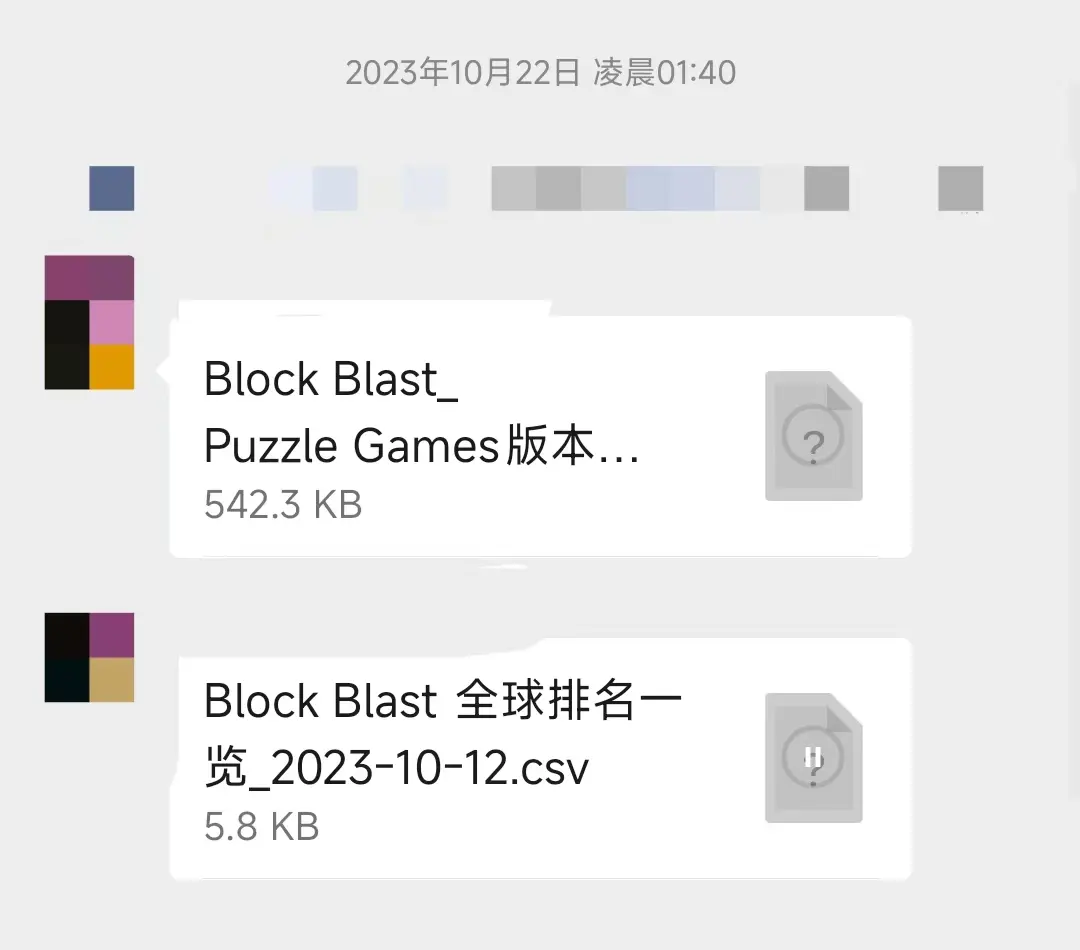 2023年10月22日 凌晨01:40
Block Blast_
Puzzle Games版本...
542.3 KB
?
Block Blast 全球排名一
览_2023-10-12.csv
5.8 KB
?